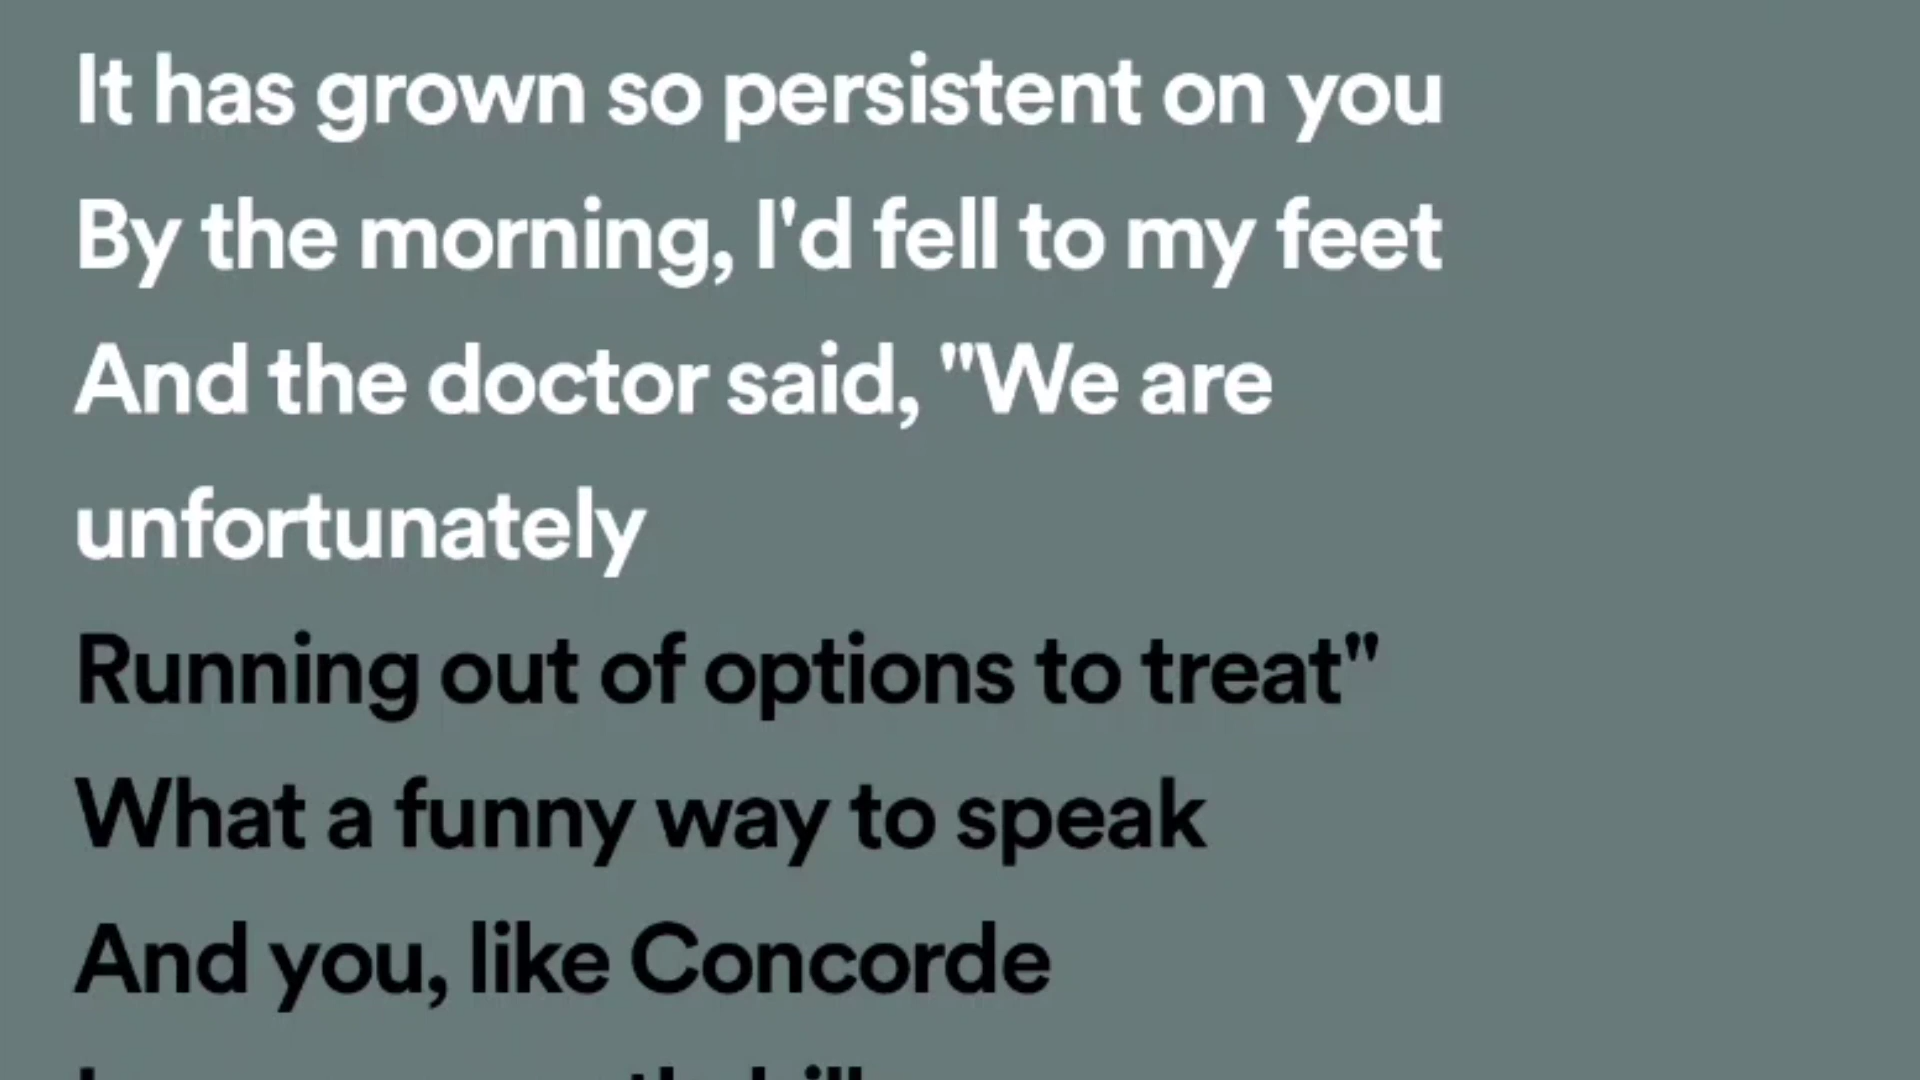 It has grown so persistent on you
By the morning, I'd fell to my feet
And the doctor said, "We are
unfortunately
Running out of options to treat"
What a funny way to speak
And you, like Concorde